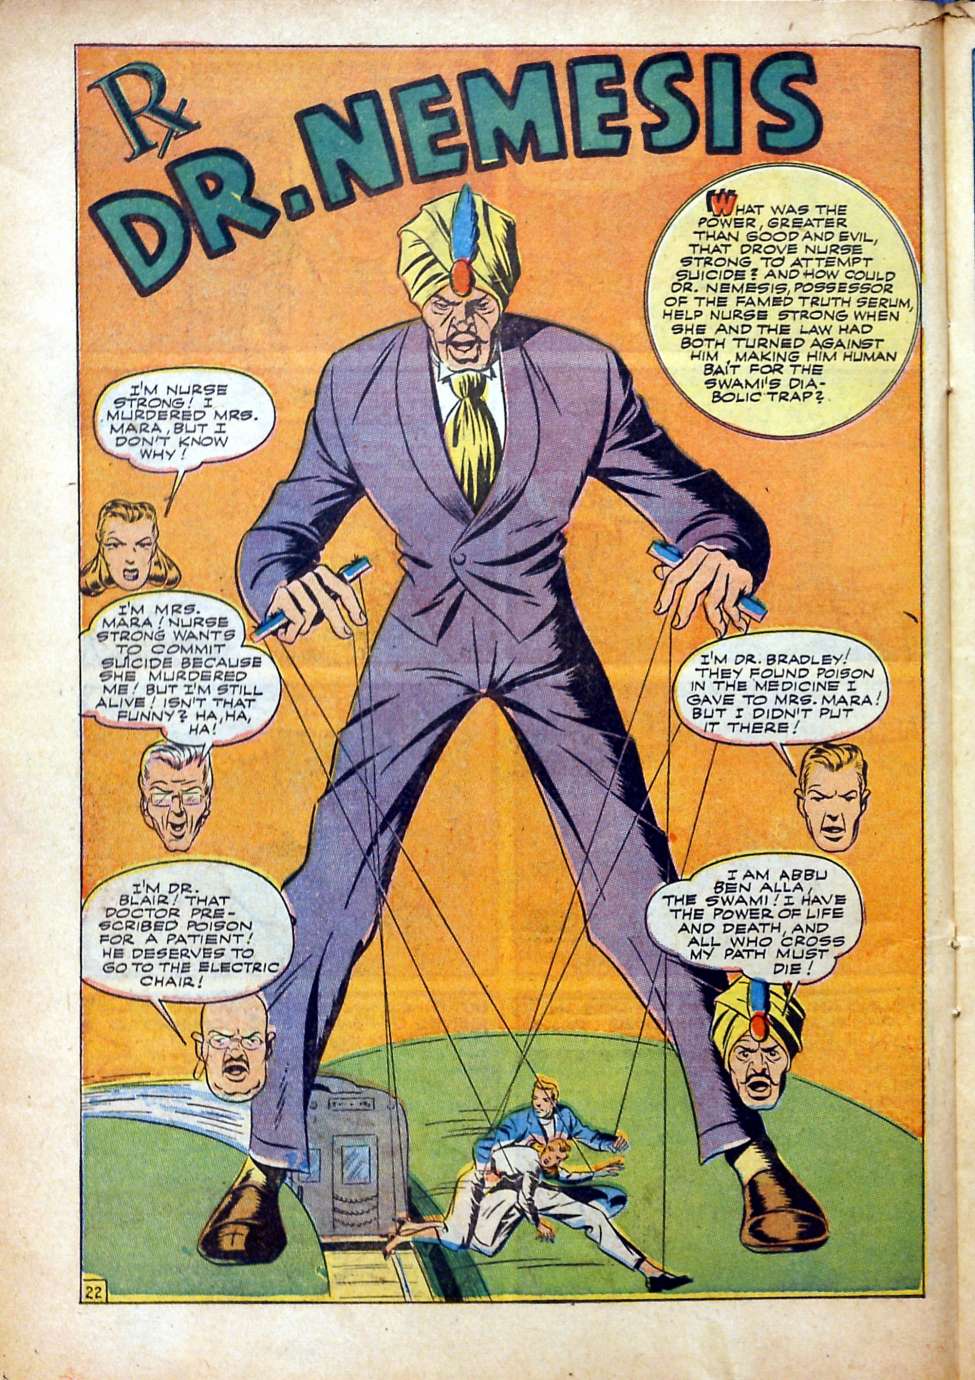 Rx
DR. NEMESIS
WHAT WAS THE
POWER, GREATER
THAN GOOD AND EVIL,
THAT DROVE NURSE
STRONG TO ATTEMPT
SUICIDE? AND HOW COULD
DR. NEMESIS, POSSESSOR
OF THE FAMED TRUTH SERUM,
HELP NURSE STRONG WHEN
SHE AND THE LAW HAD
BOTH TURNED AGAINST
HIM, MAKING HIM HUMAN
BAIT FOR THE
SWAMI'S DIA-
BOLIC TRAP?
I'M NURSE
STRONG! I
MURDERED MRS.
MARA, BUT I
DON'T KNOW
WHY!
I'M MRS.
MARA! NURSE
STRONG WANTS
TO COMMIT
SUICIDE BECAUSE
SHE MURDERED
ME! BUT I'M STILL
ALIVE! ISN'T THAT
FUNNY? HA, HA,
HA!
I'M DR. BRADLEY!
THEY FOUND POISON
IN THE MEDICINE I
GAVE TO MRS. MARA!
BUT I DIDN'T PUT
IT THERE!
I'M DR.
BLAIR! THAT
DOCTOR PRE-
SCRIBED POISON
FOR A PATIENT!
HE DESERVES TO
GO TO THE ELECTRIC
CHAIR!
I AM ABBU
BEN ALLA,
THE SWAMI! I HAVE
THE POWER OF LIFE
AND DEATH, AND
ALL WHO CROSS
MY PATH MUST
DIE!
22